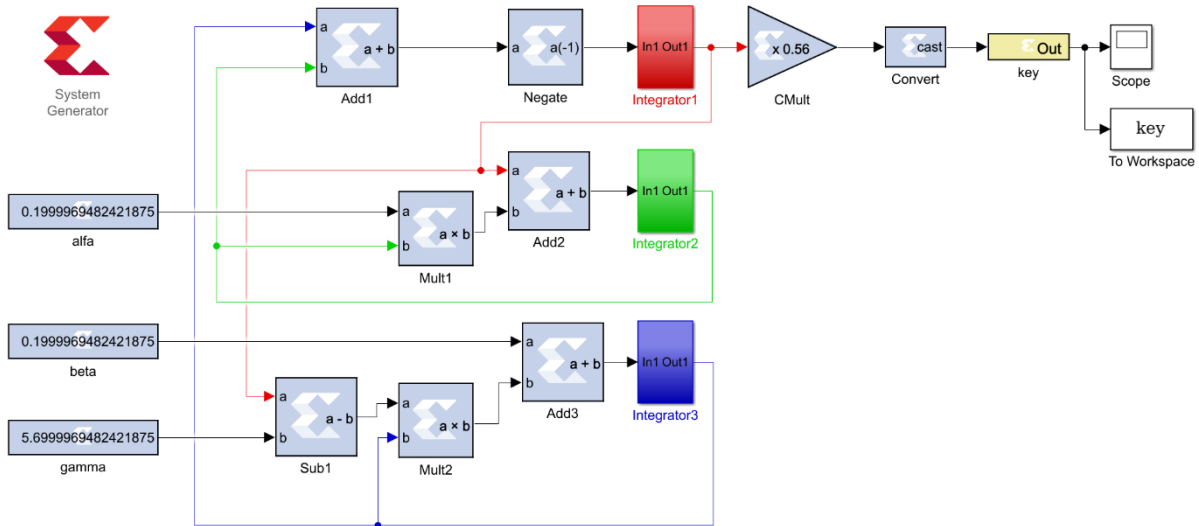 System
Generator
a
b
a + b
Add1
a
a(-1)
Negate
In1 Out1
Integrator1
x 0.56
CMult
cast
Convert
Out
key
Scope
key
To Workspace
0.1999969482421875
alfa
a
b
a × b
Mult1
a
b
a + b
Add2
In1 Out1
Integrator2
0.1999969482421875
beta
a
b
a + b
Add3
In1 Out1
Integrator3
5.6999969482421875
gamma
a
b
a - b
Sub1
a
b
a × b
Mult2